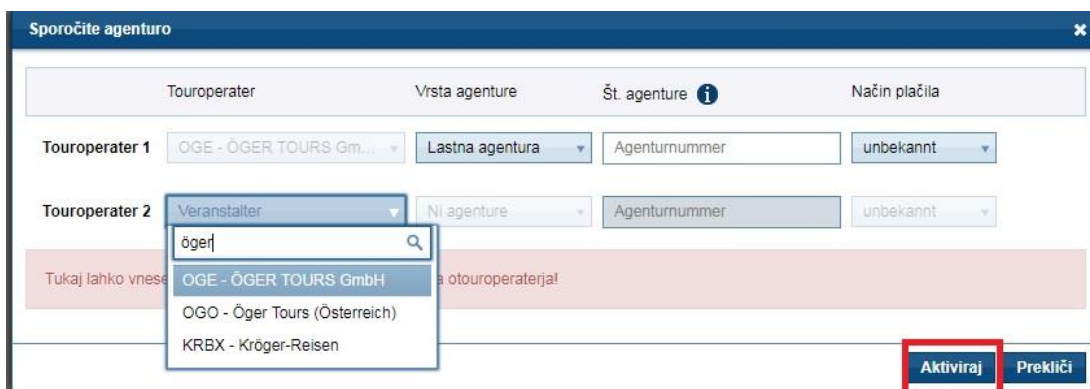 Sporočite agenturo
Touroperater Vrsta agenture Št. agenture Način plačila
Touroperater 1 OGE - ÖGER TOURS Gm... Lastna agentura Agenturnummer unbekannt
Touroperater 2 Veranstalter Ni agenture Agenturnummer unbekannt
öger
Tukaj lahko a otouroperaterja!
OGE - ÖGER TOURS GmbH
OGO - Öger Tours (Österreich)
KRBX - Kröger-Reisen
Aktiviraj Prekliči